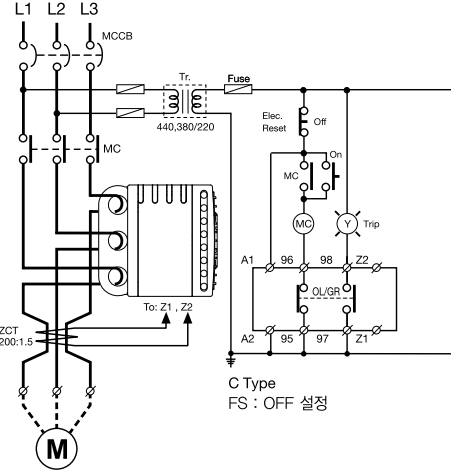 L1 L2 L3
MCCB
Tr.
Fuse
440,380/220
Elec.
Reset
Off
On
MC
MC
MC
Y
Trip
A1 96 98 Z2
OL/GR
To: Z1 , Z2
ZCT
200:1.5
A2 95 97 Z1
C Type
FS : OFF 설정
M